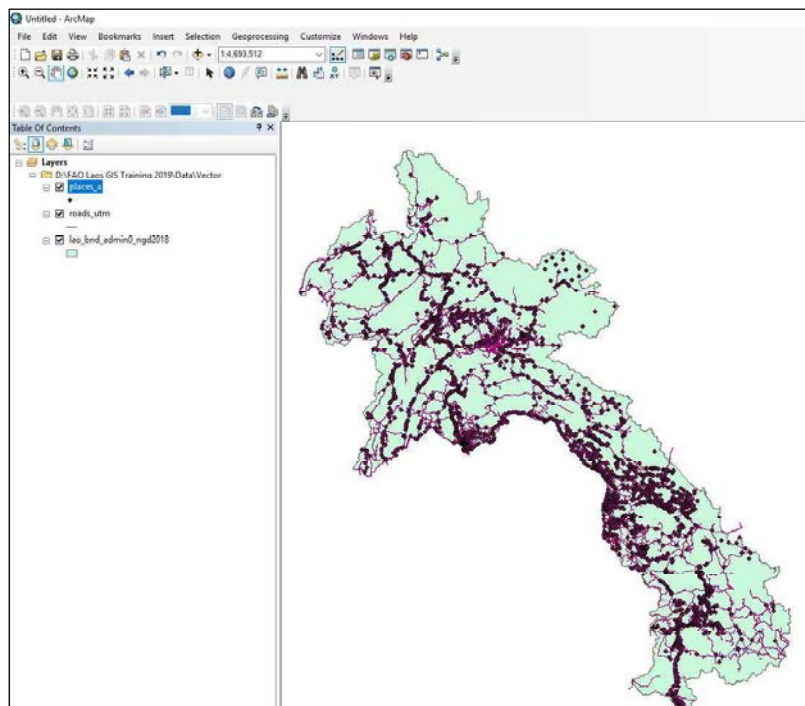 Untitled - ArcMap
File Edit View Bookmarks Insert Selection Geoprocessing Customize Windows Help
1:4,693,512
Table Of Contents
Layers
D:\FAO Laos GIS Training 2019\Data\Vector
places_a
roads_utm
lao_bnd_admin0_ngd2018